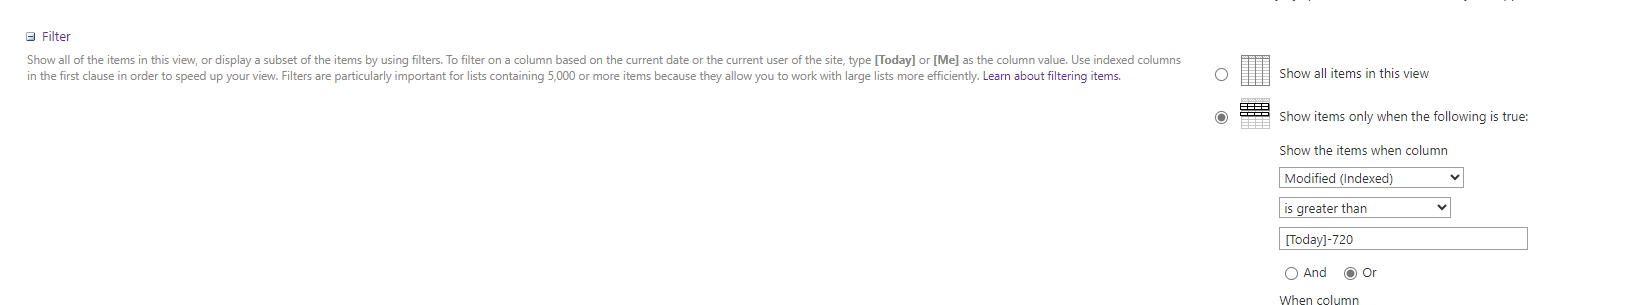 Filter
Show all of the items in this view, or display a subset of the items by using filters. To filter on a column based on the current date or the current user of the site, type [Today] or [Me] as the column value. Use indexed columns
in the first clause in order to speed up your view. Filters are particularly important for lists containing 5,000 or more items because they allow you to work with large lists more efficiently. Learn about filtering items.
Show all items in this view
Show items only when the following is true:
Show the items when column
Modified (Indexed)
is greater than
[Today]-720
And Or
When column